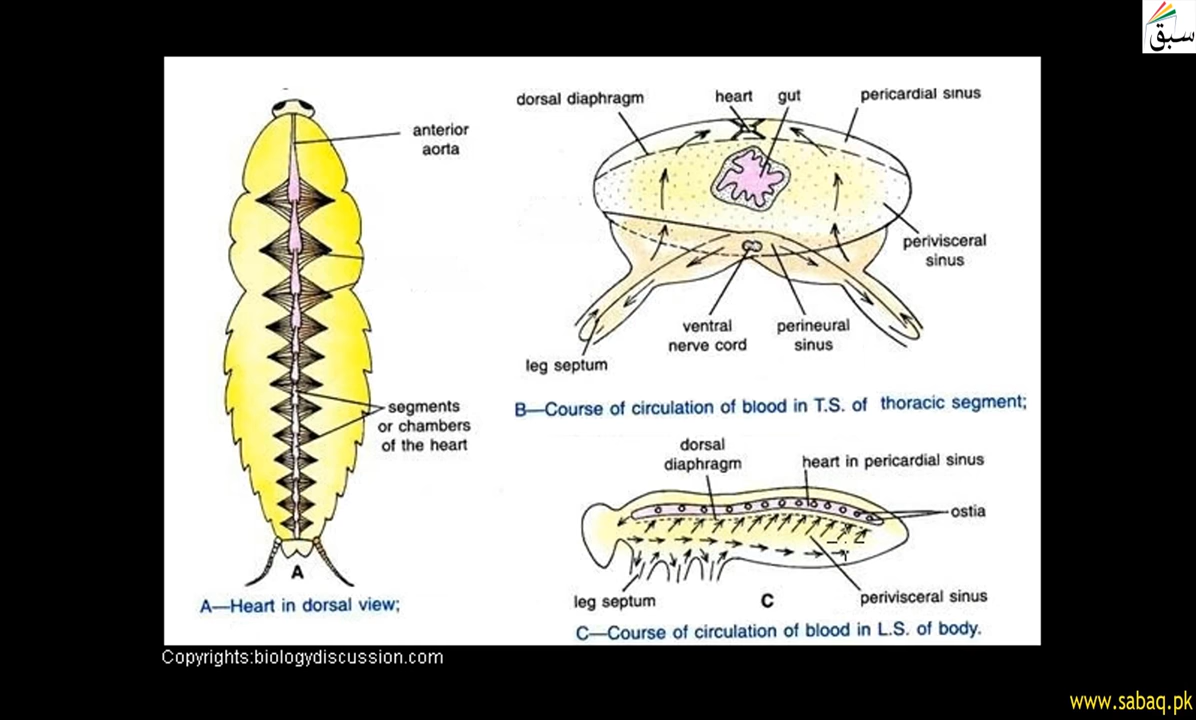 سبق
anterior
aorta
segments
or chambers
of the heart
A
A—Heart in dorsal view;
dorsal diaphragm
heart
gut
pericardial sinus
perivisceral
sinus
ventral
nerve cord
perineural
sinus
leg septum
B—Course of circulation of blood in T.S. of thoracic segment;
dorsal
diaphragm
heart in pericardial sinus
ostia
leg septum
C
perivisceral sinus
C—Course of circulation of blood in L.S. of body.
Copyrights:biologydiscussion.com
www.sabaq.pk